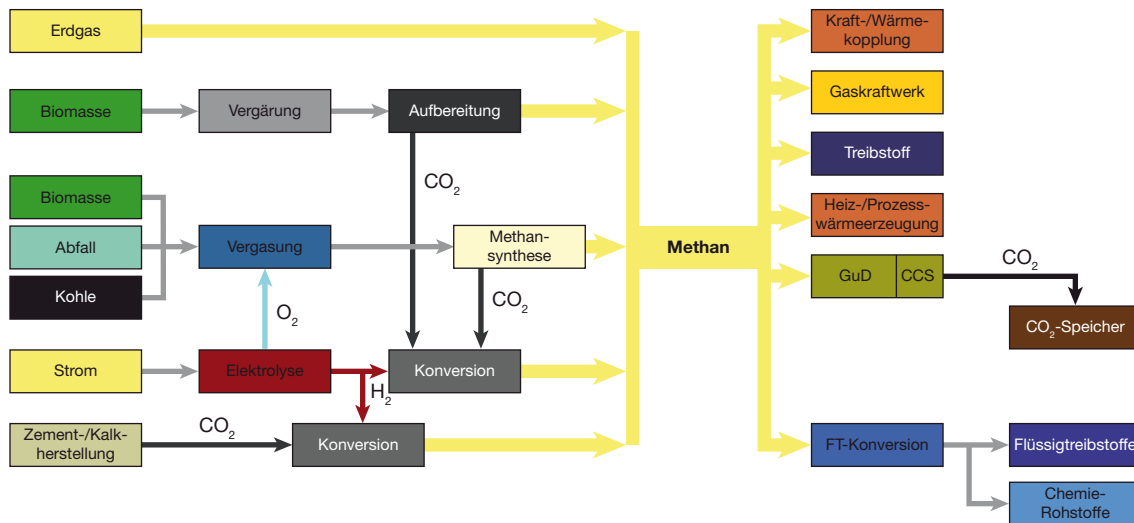 Erdgas
Kraft-/Wärme-
kopplung
Biomasse
Vergärung
Aufbereitung
Gaskraftwerk
CO2
Treibstoff
Biomasse
Abfall
Kohle
Vergasung
Methan-
synthese
Methan
Heiz-/Prozess-
wärmeerzeugung
GuD
CCS
CO2
CO2
O2
CO2-Speicher
Strom
Elektrolyse
H2
Konversion
Zement-/Kalk-
herstellung
CO2
Konversion
FT-Konversion
Flüssigtreibstoffe
Chemie-
Rohstoffe